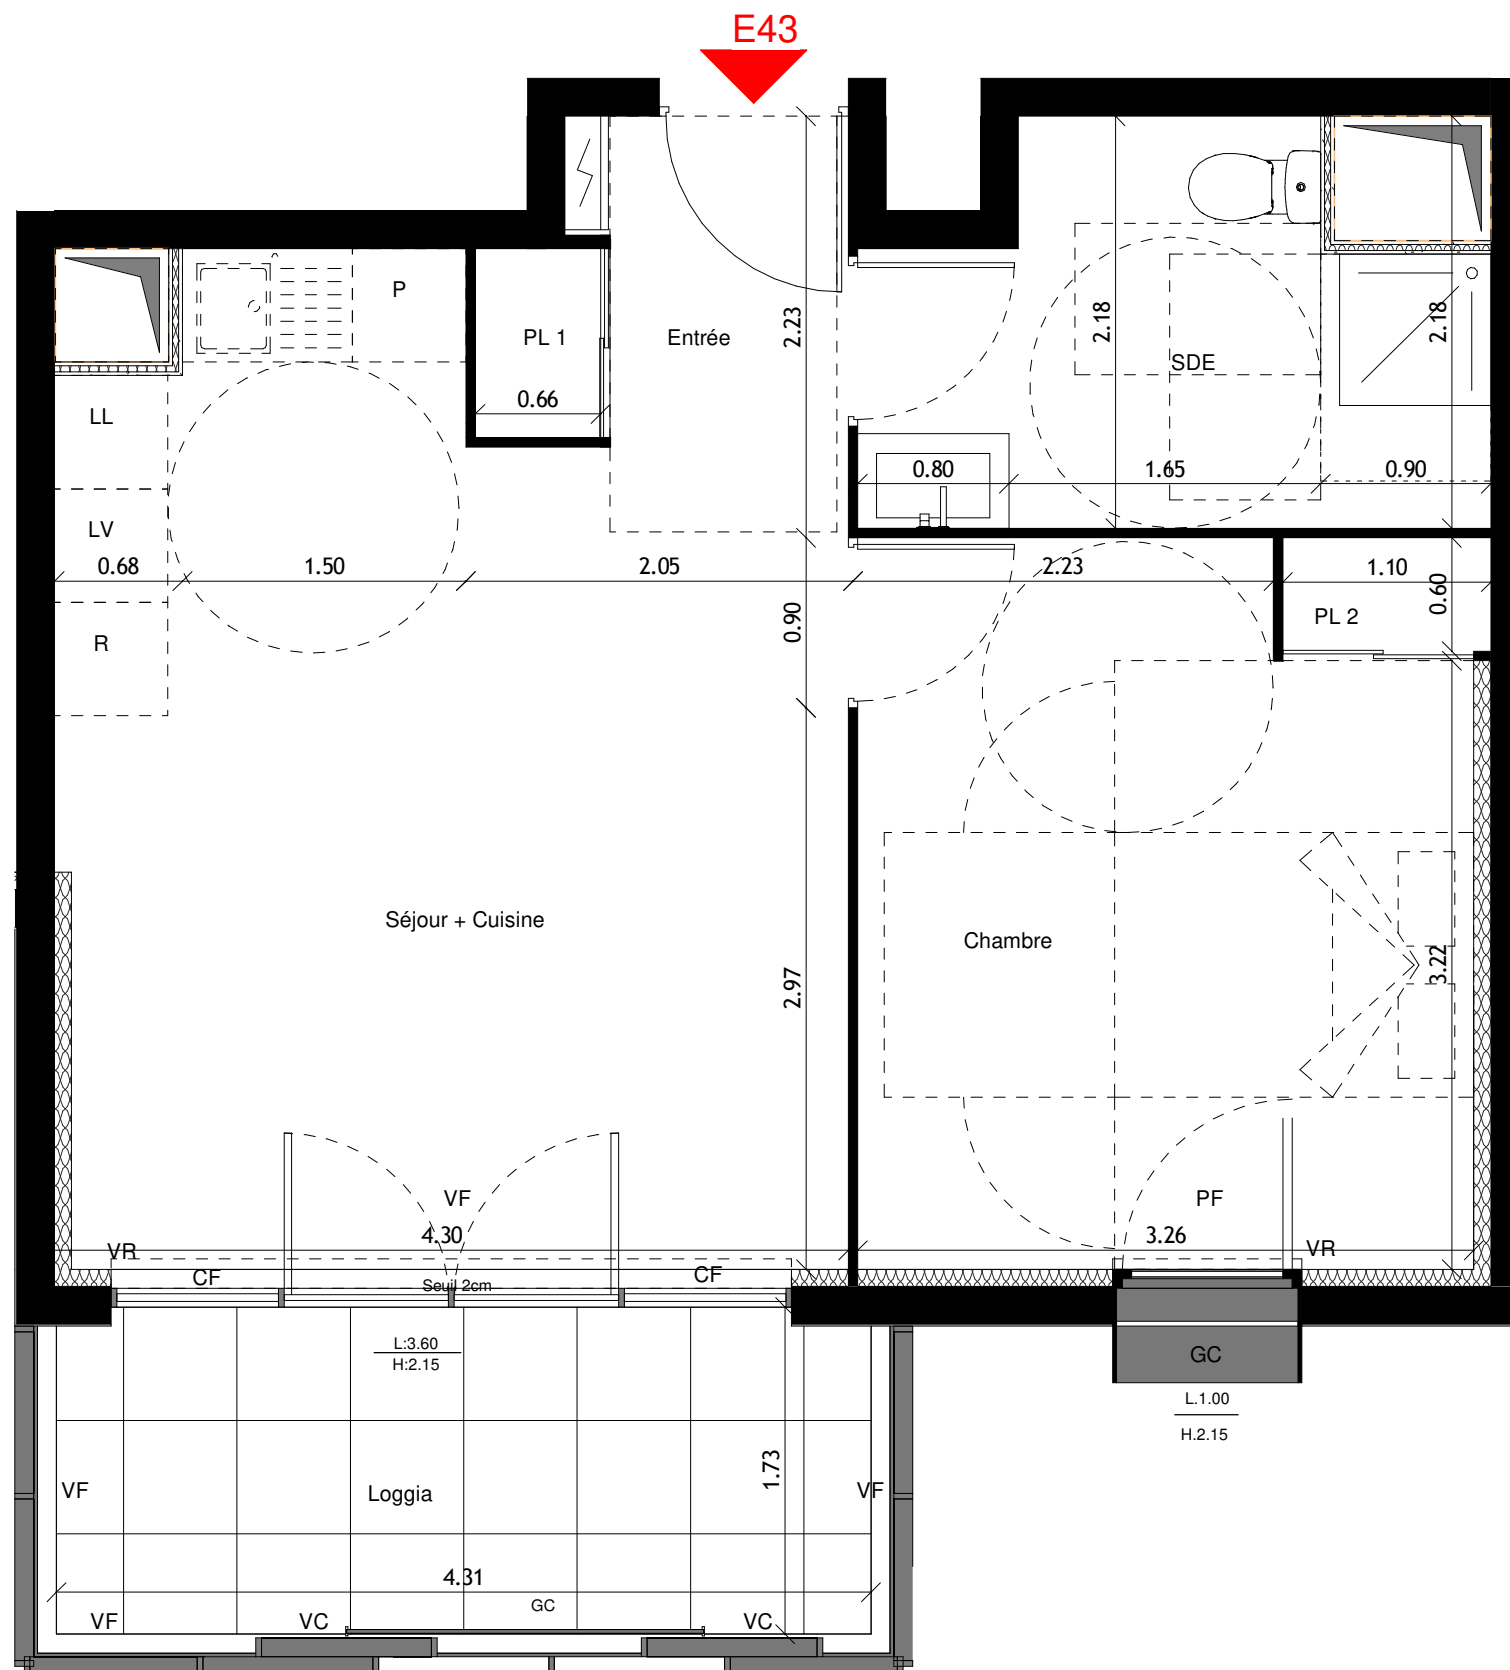 E43
P
PL 1
Entrée
2.23
2.18
SDE
2.18
0.66
LL
0.80
1.65
0.90
LV
0.68
1.50
2.05
2.23
1.10
0.90
0.60
PL 2
R
Séjour + Cuisine
Chambre
2.97
3.22
VF
PF
4.30
3.26
VR
VR
CF
CF
Seuil 2cm
L:3.60
H:2.15
GC
L.1.00
H.2.15
1.73
VF
Loggia
VF
4.31
GC
VF
VC
VC